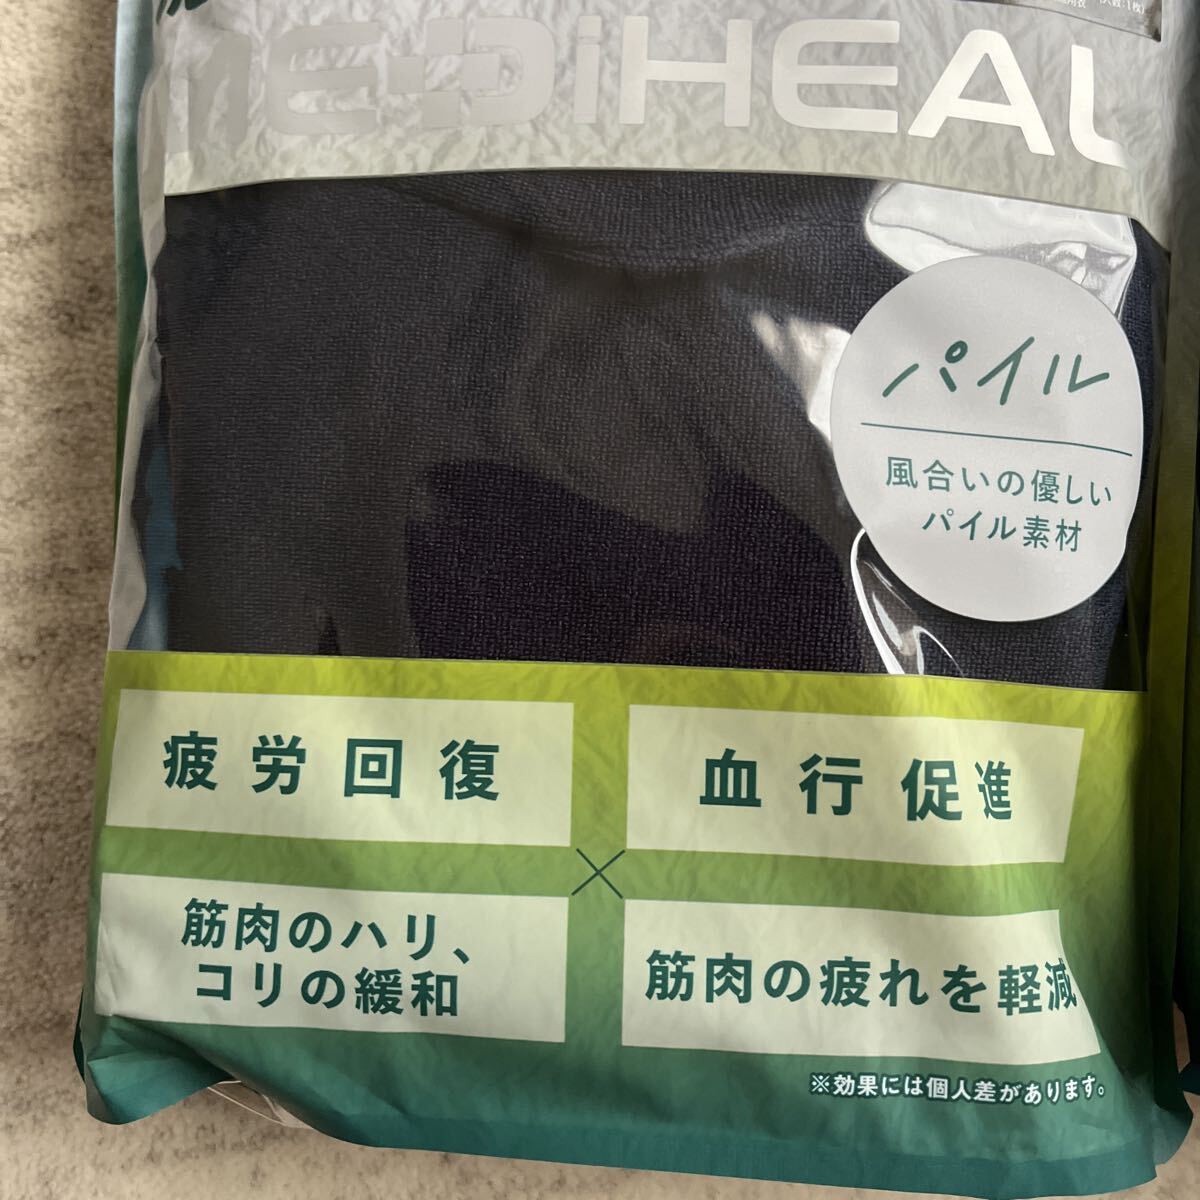 MEDiHEAL
パイル
風合いの優しい
パイル素材
疲労回復
血行促進
筋肉のハリ、
コリの緩和
筋肉の疲れを軽減
※効果には個人差があります。